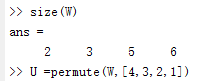 >> size(W)
ans =
2 3 5 6
>> U =permute(W,[4,3,2,1])